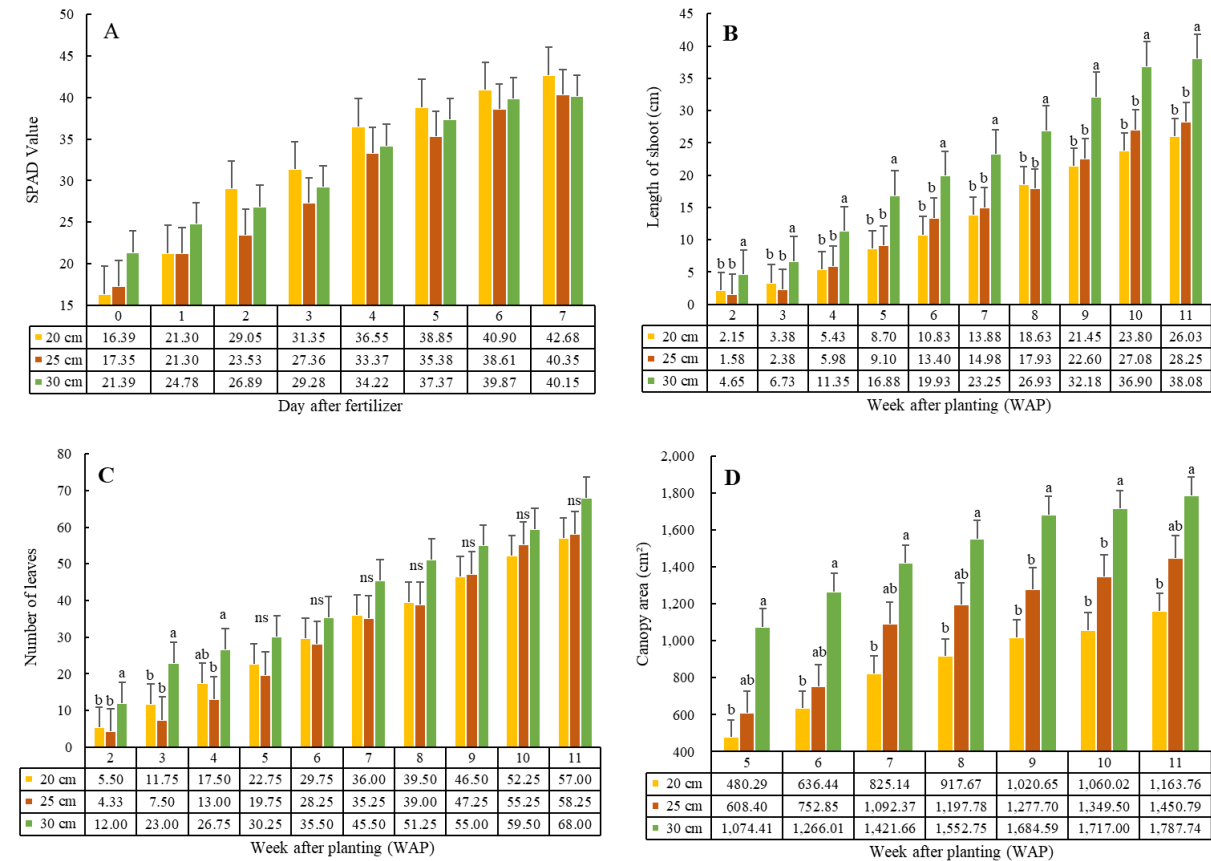 A
SPAD Value
50
45
40
35
30
25
20
15
0 1 2 3 4 5 6 7
20 cm 16.39 21.30 29.05 31.35 36.55 38.85 40.90 42.68
25 cm 17.35 21.30 23.53 27.36 33.37 35.38 38.61 40.35
30 cm 21.39 24.78 26.89 29.28 34.22 37.37 39.87 40.15
Day after fertilizer
B
Length of shoot (cm)
45
40
35
30
25
20
15
10
5
0
b b a b b a b b a b b a b b a b b a b b a b b a b b a b b a
2 3 4 5 6 7 8 9 10 11
20 cm 2.15 3.38 5.43 8.70 10.83 13.88 18.63 21.45 23.80 26.03
25 cm 1.58 2.38 5.98 9.10 13.40 14.98 17.93 22.60 27.08 28.25
30 cm 4.65 6.73 11.35 16.88 19.93 23.25 26.93 32.18 36.90 38.08
Week after planting (WAP)
C
Number of leaves
80
70
60
50
40
30
20
10
0
b b a b b a ab b a ns ns ns ns ns ns ns
2 3 4 5 6 7 8 9 10 11
20 cm 5.50 11.75 17.50 22.75 29.75 36.00 39.50 46.50 52.25 57.00
25 cm 4.33 7.50 13.00 19.75 28.25 35.25 39.00 47.25 55.25 58.25
30 cm 12.00 23.00 26.75 30.25 35.50 45.50 51.25 55.00 59.50 68.00
Week after planting (WAP)
D
Canopy area (cm²)
2,000
1,800
1,600
1,400
1,200
1,000
800
600
400
b ab a b ab a b ab a b ab a b b a b b a b ab a
5 6 7 8 9 10 11
20 cm 480.29 636.44 825.14 917.67 1,020.65 1,060.02 1,163.76
25 cm 608.40 752.85 1,092.37 1,197.78 1,277.70 1,349.50 1,450.79
30 cm 1,074.41 1,266.01 1,421.66 1,552.75 1,684.59 1,717.00 1,787.74
Week after planting (WAP)